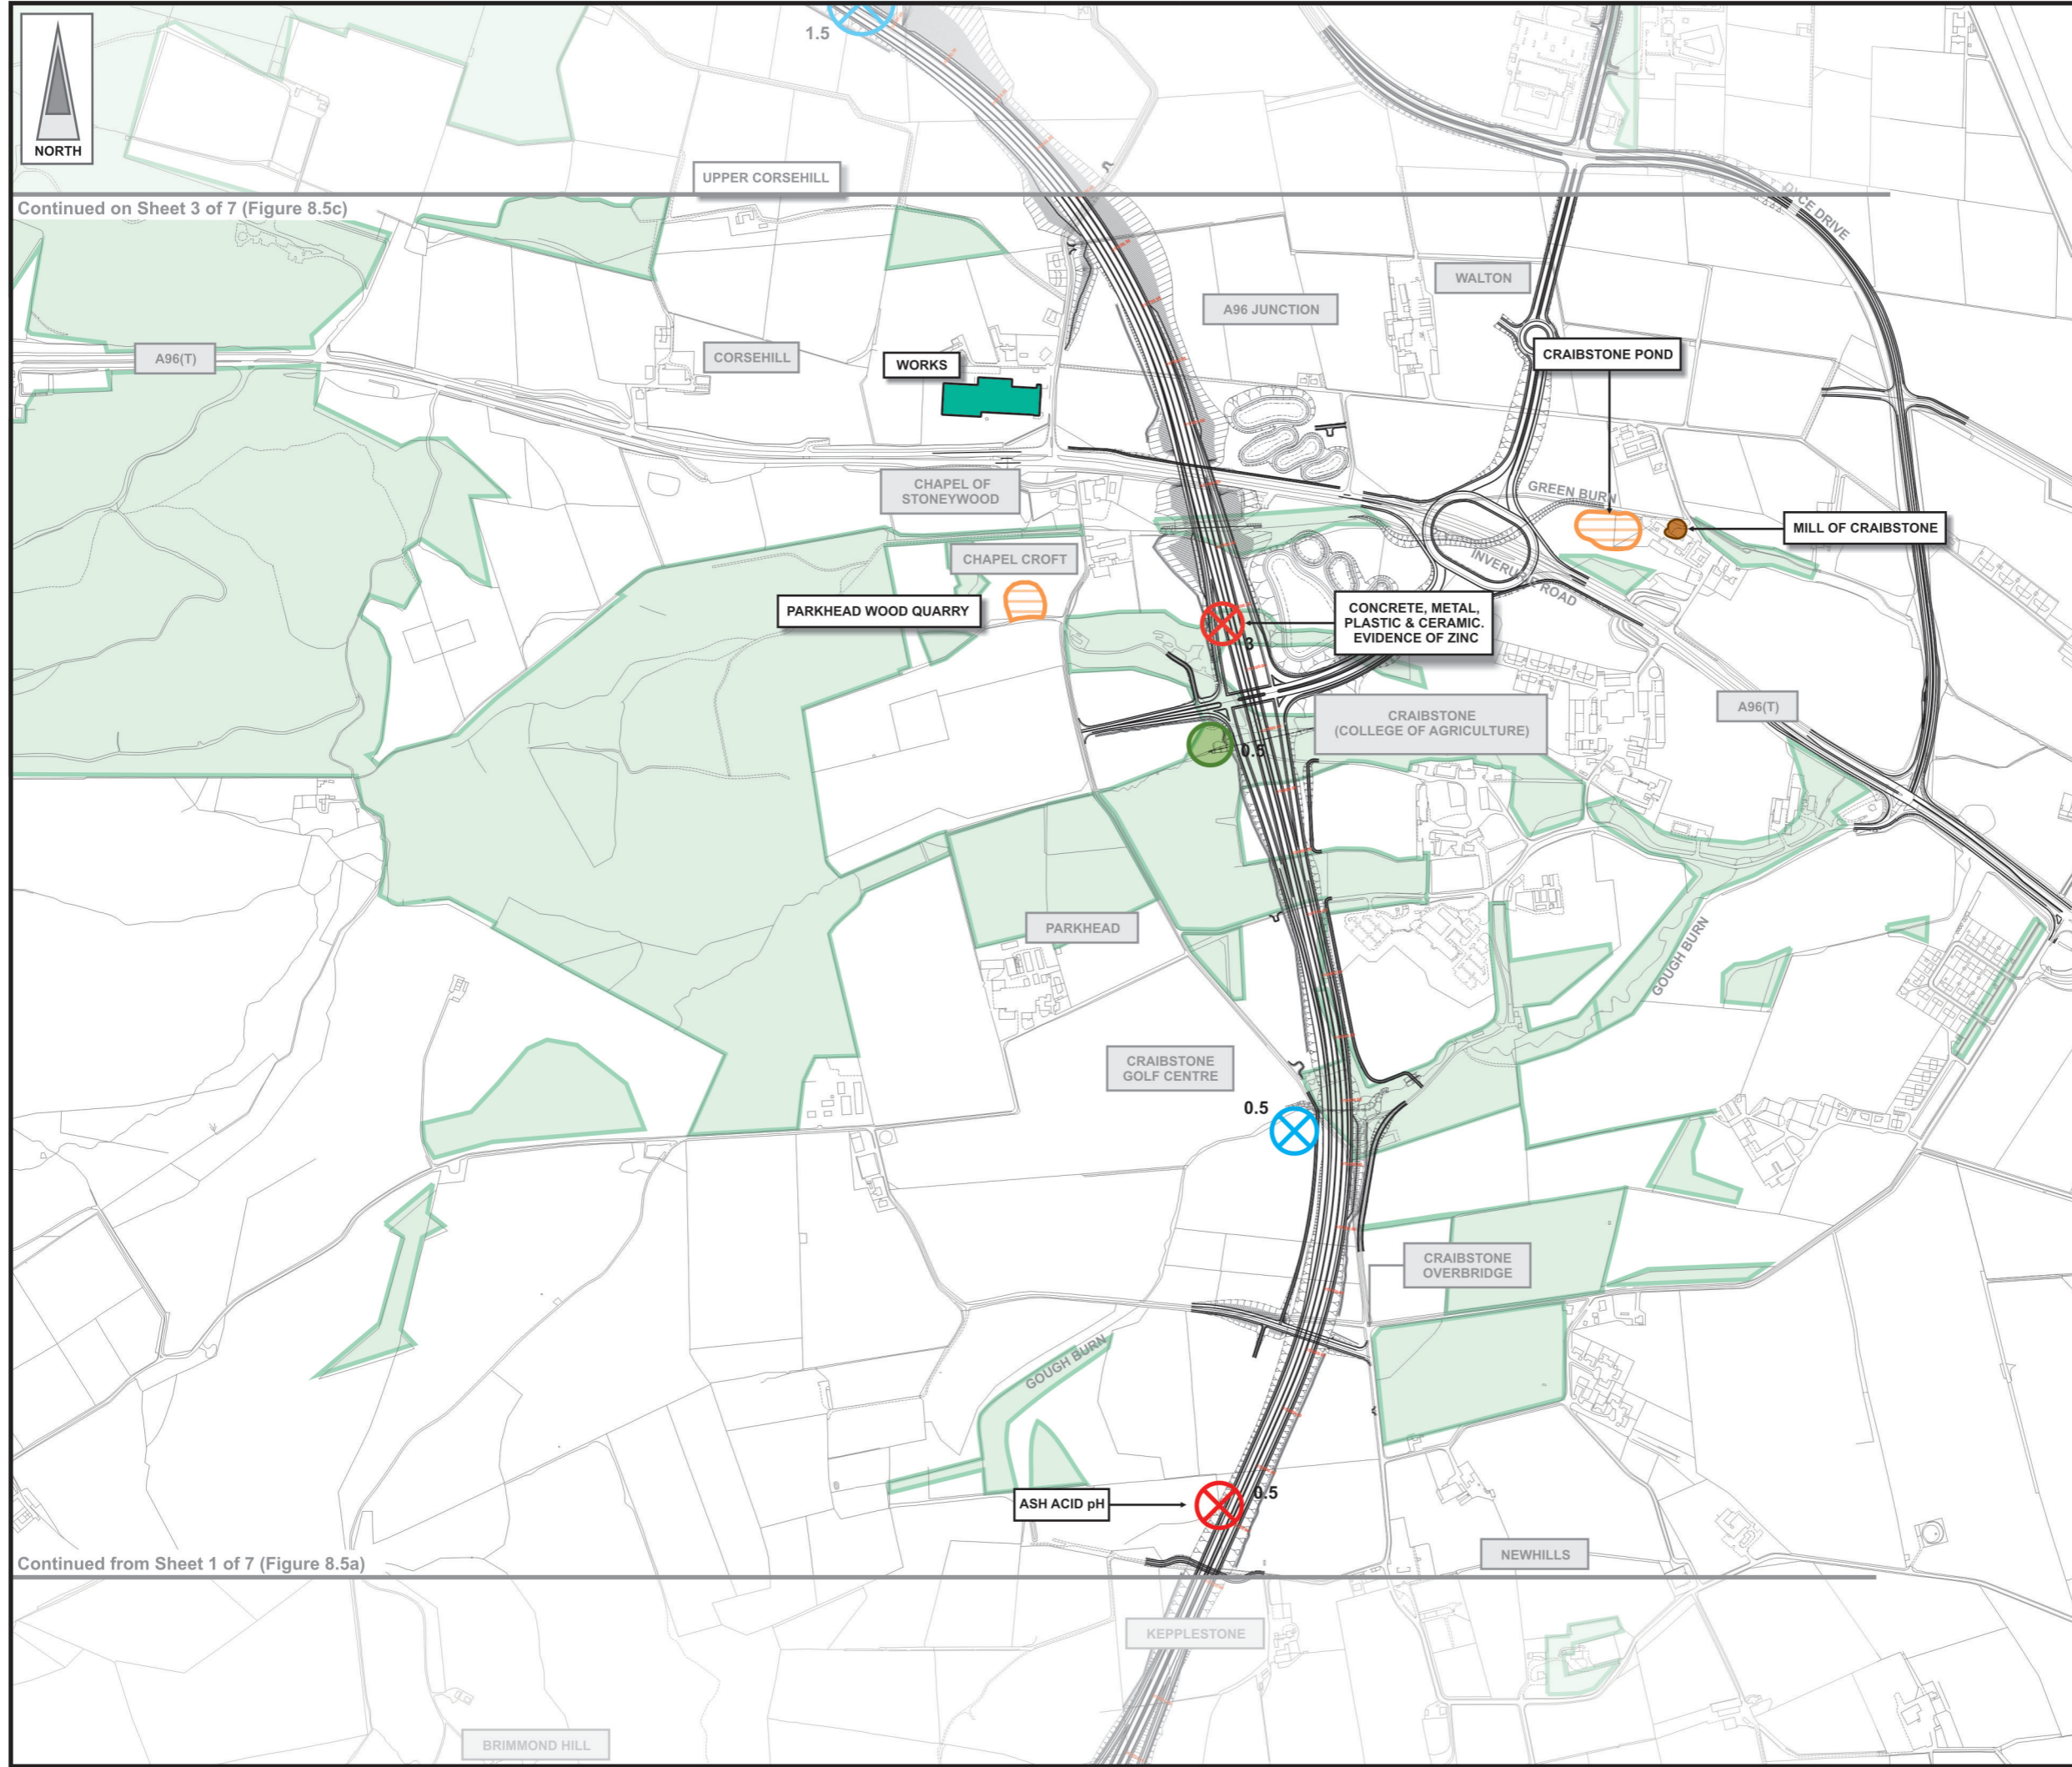 1.5
NORTH
UPPER CORSEHILL
Continued on Sheet 3 of 7 (Figure 8.5c)
DYCE DRIVE
WALTON
A96 JUNCTION
A96(T)
CORSEHILL
WORKS
CRAIBSTONE POND
CHAPEL OF
STONEYWOOD
GREEN BURN
MILL OF CRAIBSTONE
CHAPEL CROFT
INVERURIE ROAD
PARKHEAD WOOD QUARRY
CONCRETE, METAL,
PLASTIC & CERAMIC.
EVIDENCE OF ZINC
3
CRAIBSTONE
(COLLEGE OF AGRICULTURE)
A96(T)
0.5
PARKHEAD
GOUGH BURN
CRAIBSTONE
GOLF CENTRE
0.5
CRAIBSTONE
OVERBRIDGE
GOUGH BURN
0.5
ASH ACID pH
NEWHILLS
Continued from Sheet 1 of 7 (Figure 8.5a)
KEPPLESTONE
BRIMMOND HILL